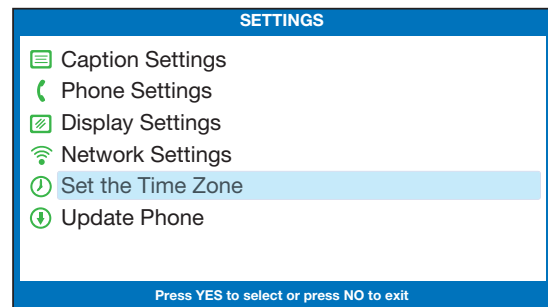 SETTINGS
Caption Settings
Phone Settings
Display Settings
Network Settings
Set the Time Zone
Update Phone
Press YES to select or press NO to exit